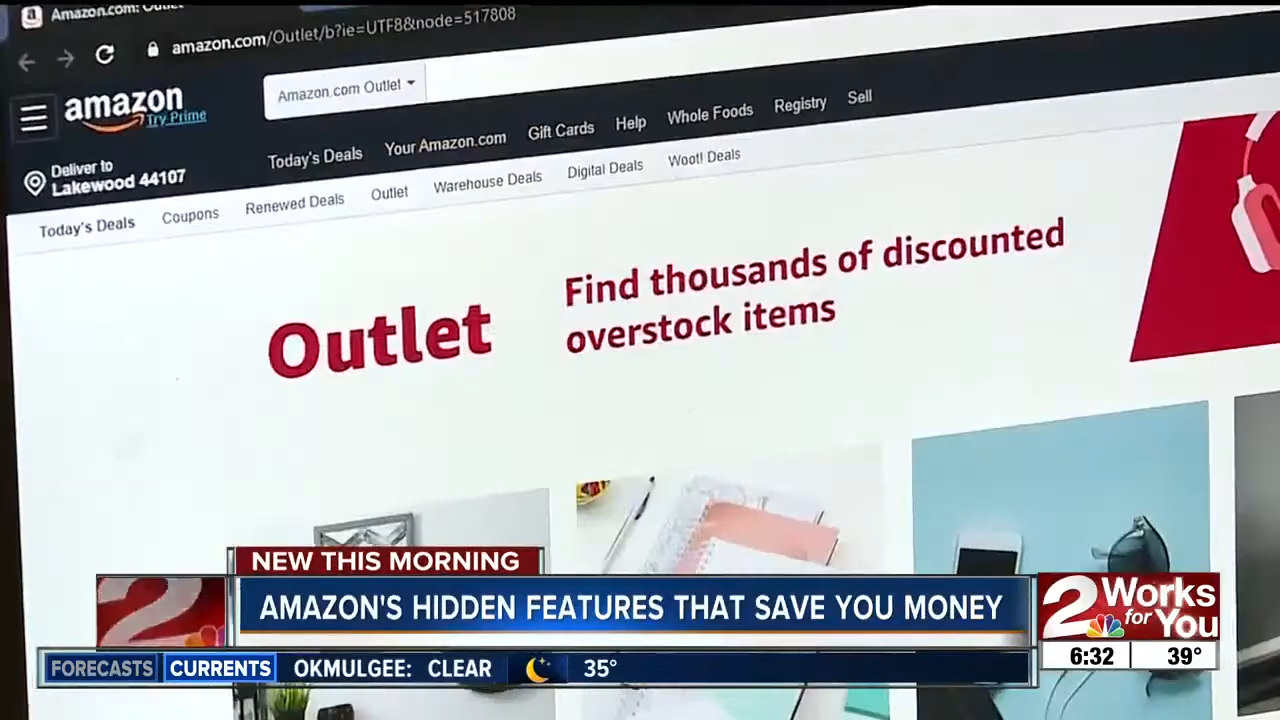 Amazon.com: Outlet
amazon.com/Outlet/b?ie=UTF8&node=517808
amazon
Try Prime
Amazon.com Outlet
Deliver to
Lakewood 44107
Today's Deals Your Amazon.com Gift Cards Help Whole Foods Registry Sell
Today's Deals Coupons Renewed Deals Outlet Warehouse Deals Digital Deals Woot! Deals
Outlet
Find thousands of discounted
overstock items
NEW THIS MORNING
2
AMAZON'S HIDDEN FEATURES THAT SAVE YOU MONEY
2 Works
for You
FORECASTS CURRENTS OKMULGEE: CLEAR 35°
6:32 39°